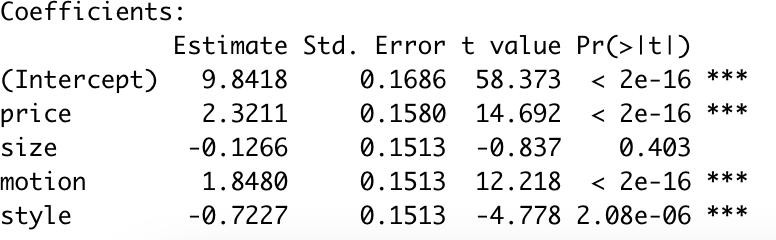 Coefficients:
            Estimate Std. Error t value Pr(>|t|)
(Intercept)   9.8418     0.1686  58.373  < 2e-16 ***
price         2.3211     0.1580  14.692  < 2e-16 ***
size         -0.1266     0.1513  -0.837    0.403
motion        1.8480     0.1513  12.218  < 2e-16 ***
style        -0.7227     0.1513  -4.778 2.08e-06 ***